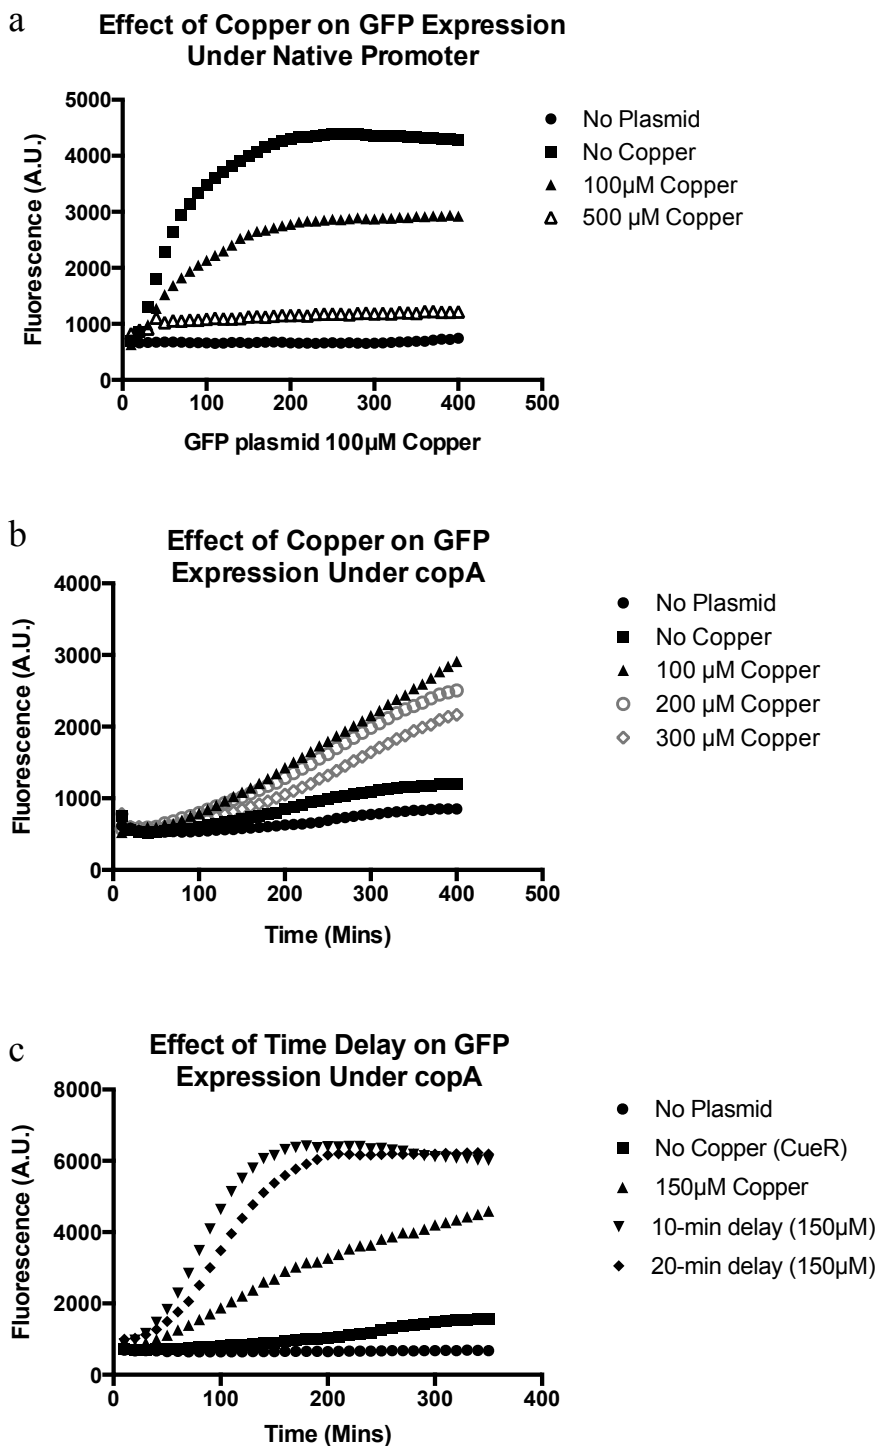 a
Effect of Copper on GFP Expression
Under Native Promoter
Fluorescence (A.U.)
5000
4000
3000
2000
1000
0
0 100 200 300 400 500
GFP plasmid 100µM Copper
No Plasmid
No Copper
100µM Copper
500 µM Copper
b
Effect of Copper on GFP
Expression Under copA
Fluorescence (A.U.)
4000
3000
2000
1000
0
0 100 200 300 400 500
Time (Mins)
No Plasmid
No Copper
100 µM Copper
200 µM Copper
300 µM Copper
c
Effect of Time Delay on GFP
Expression Under copA
Fluorescence (A.U.)
8000
6000
4000
2000
0
0 100 200 300 400
Time (Mins)
No Plasmid
No Copper (CueR)
150µM Copper
10-min delay (150µM)
20-min delay (150µM)